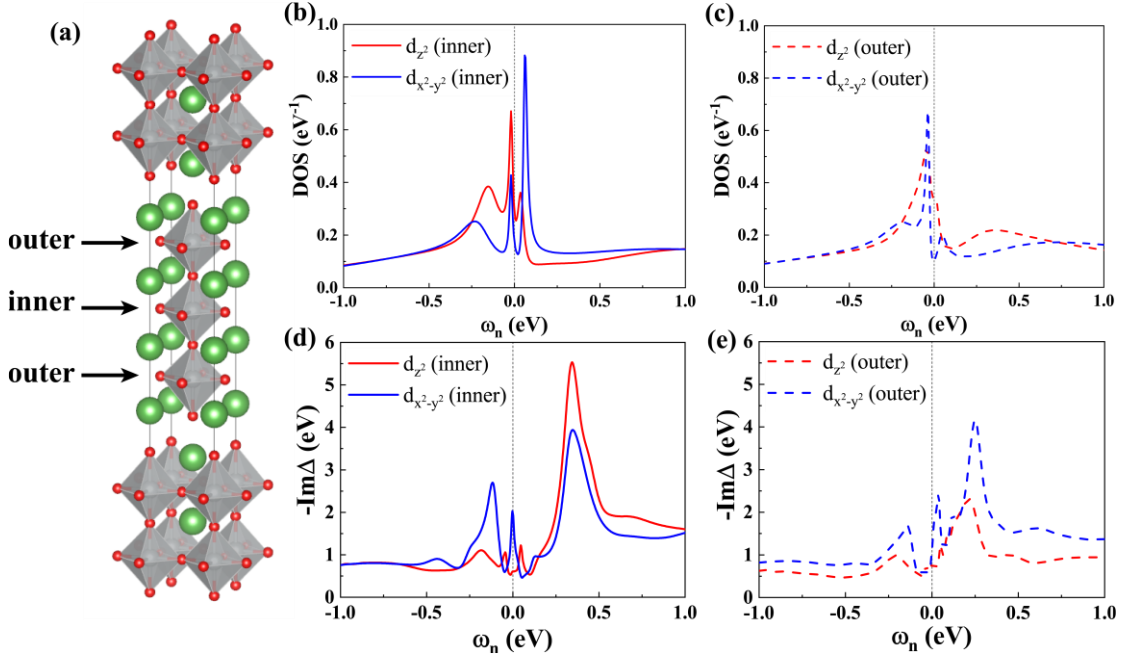 (a)
outer
inner
outer
(b)
d_z² (inner)
d_x²-y² (inner)
DOS (eV⁻¹)
1.0
0.8
0.6
0.4
0.2
0.0
-1.0 -0.5 0.0 0.5 1.0
ω_n (eV)
(c)
d_z² (outer)
d_x²-y² (outer)
DOS (eV⁻¹)
1.0
0.8
0.6
0.4
0.2
0.0
-1.0 -0.5 0.0 0.5 1.0
ω_n (eV)
(d)
d_z² (inner)
d_x²-y² (inner)
-ImΔ (eV)
6
5
4
3
2
1
0
-1.0 -0.5 0.0 0.5 1.0
ω_n (eV)
(e)
d_z² (outer)
d_x²-y² (outer)
-ImΔ (eV)
6
5
4
3
2
1
0
-1.0 -0.5 0.0 0.5 1.0
ω_n (eV)